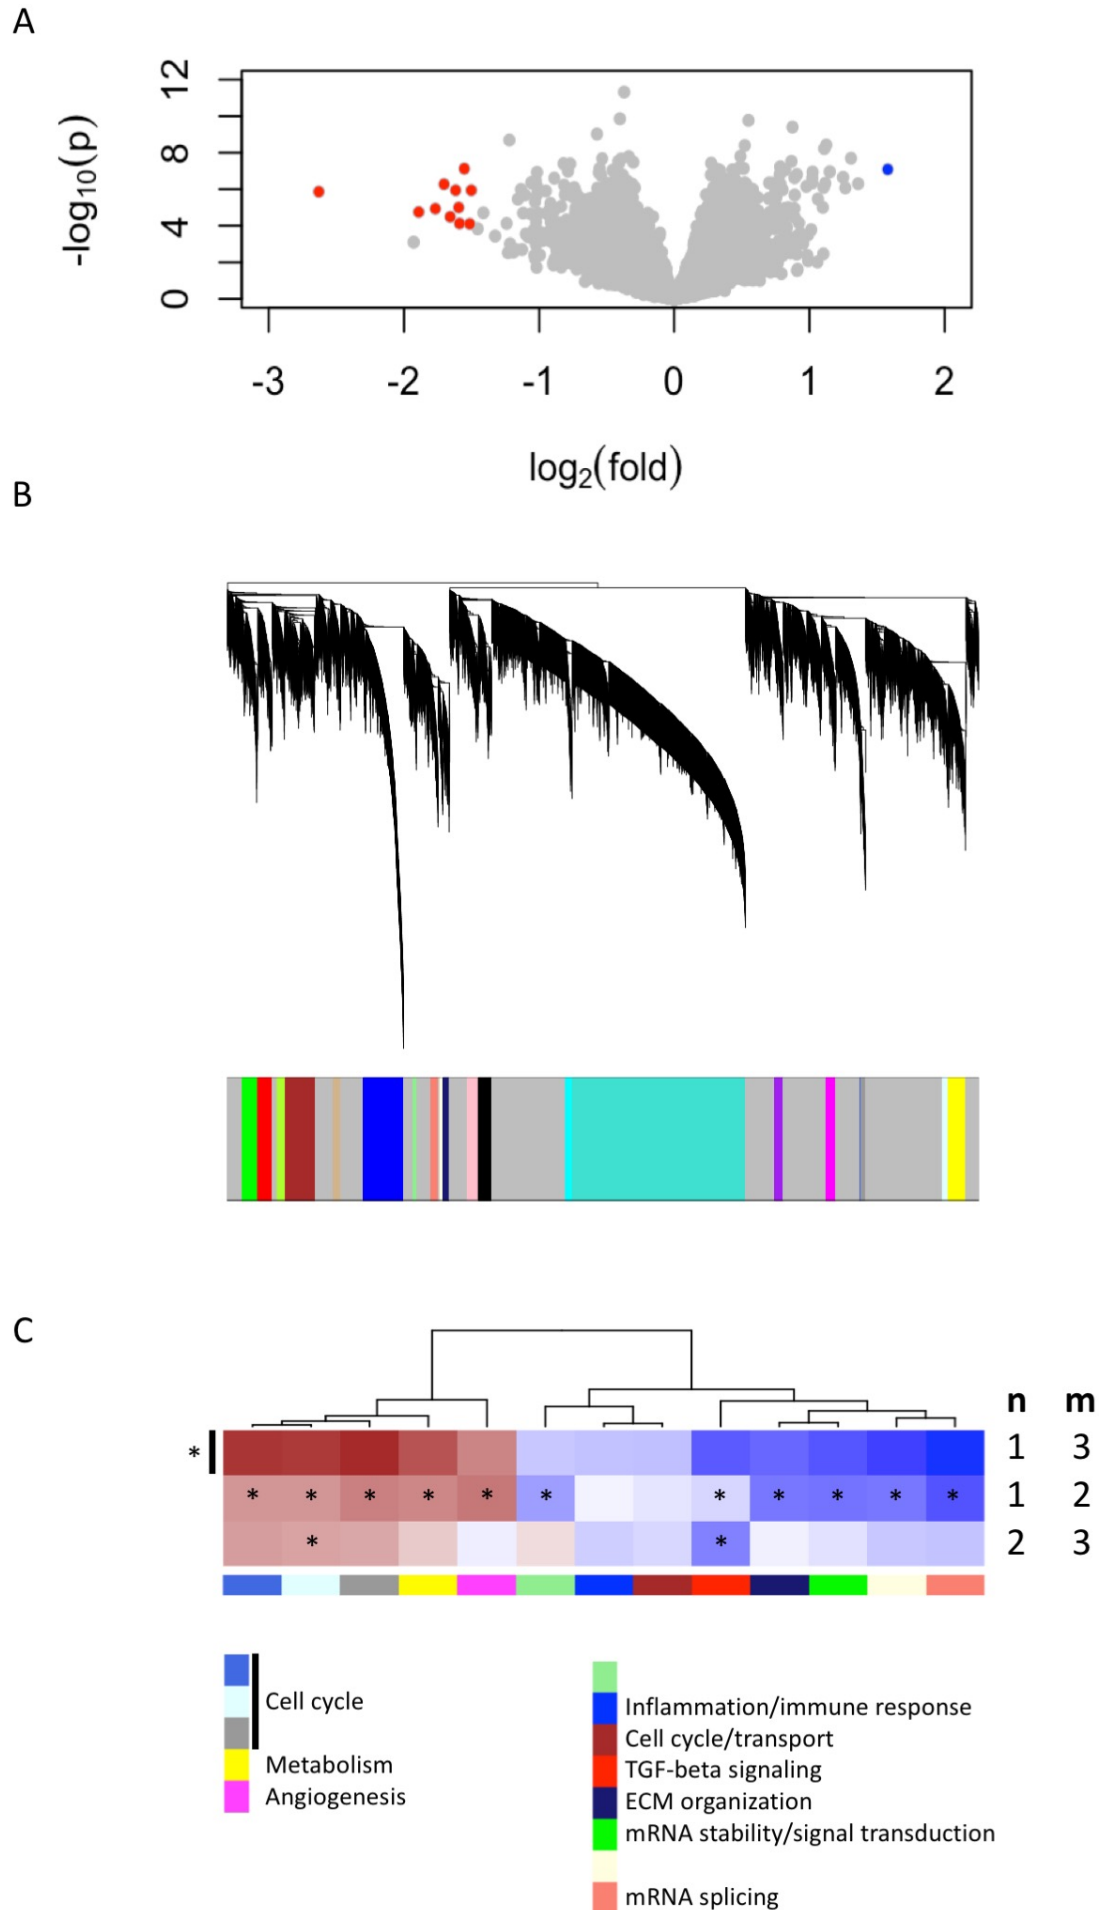 A
-log10(p)
12
8
4
0
-3 -2 -1 0 1 2
log2(fold)
B
C
n m
* 1 3
* * * * * * * * * * * 1 2
* * 2 3
Cell cycle
Metabolism
Angiogenesis
Inflammation/immune response
Cell cycle/transport
TGF-beta signaling
ECM organization
mRNA stability/signal transduction
mRNA splicing